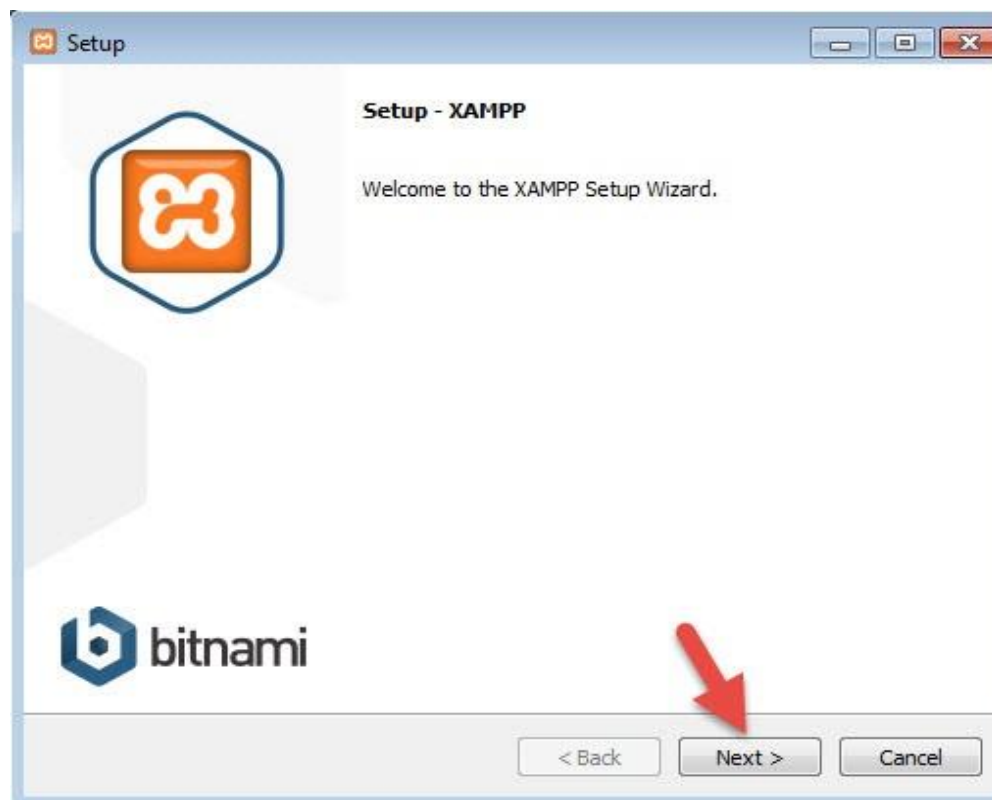 Setup
Setup - XAMPP
Welcome to the XAMPP Setup Wizard.
bitnami
< Back Next > Cancel